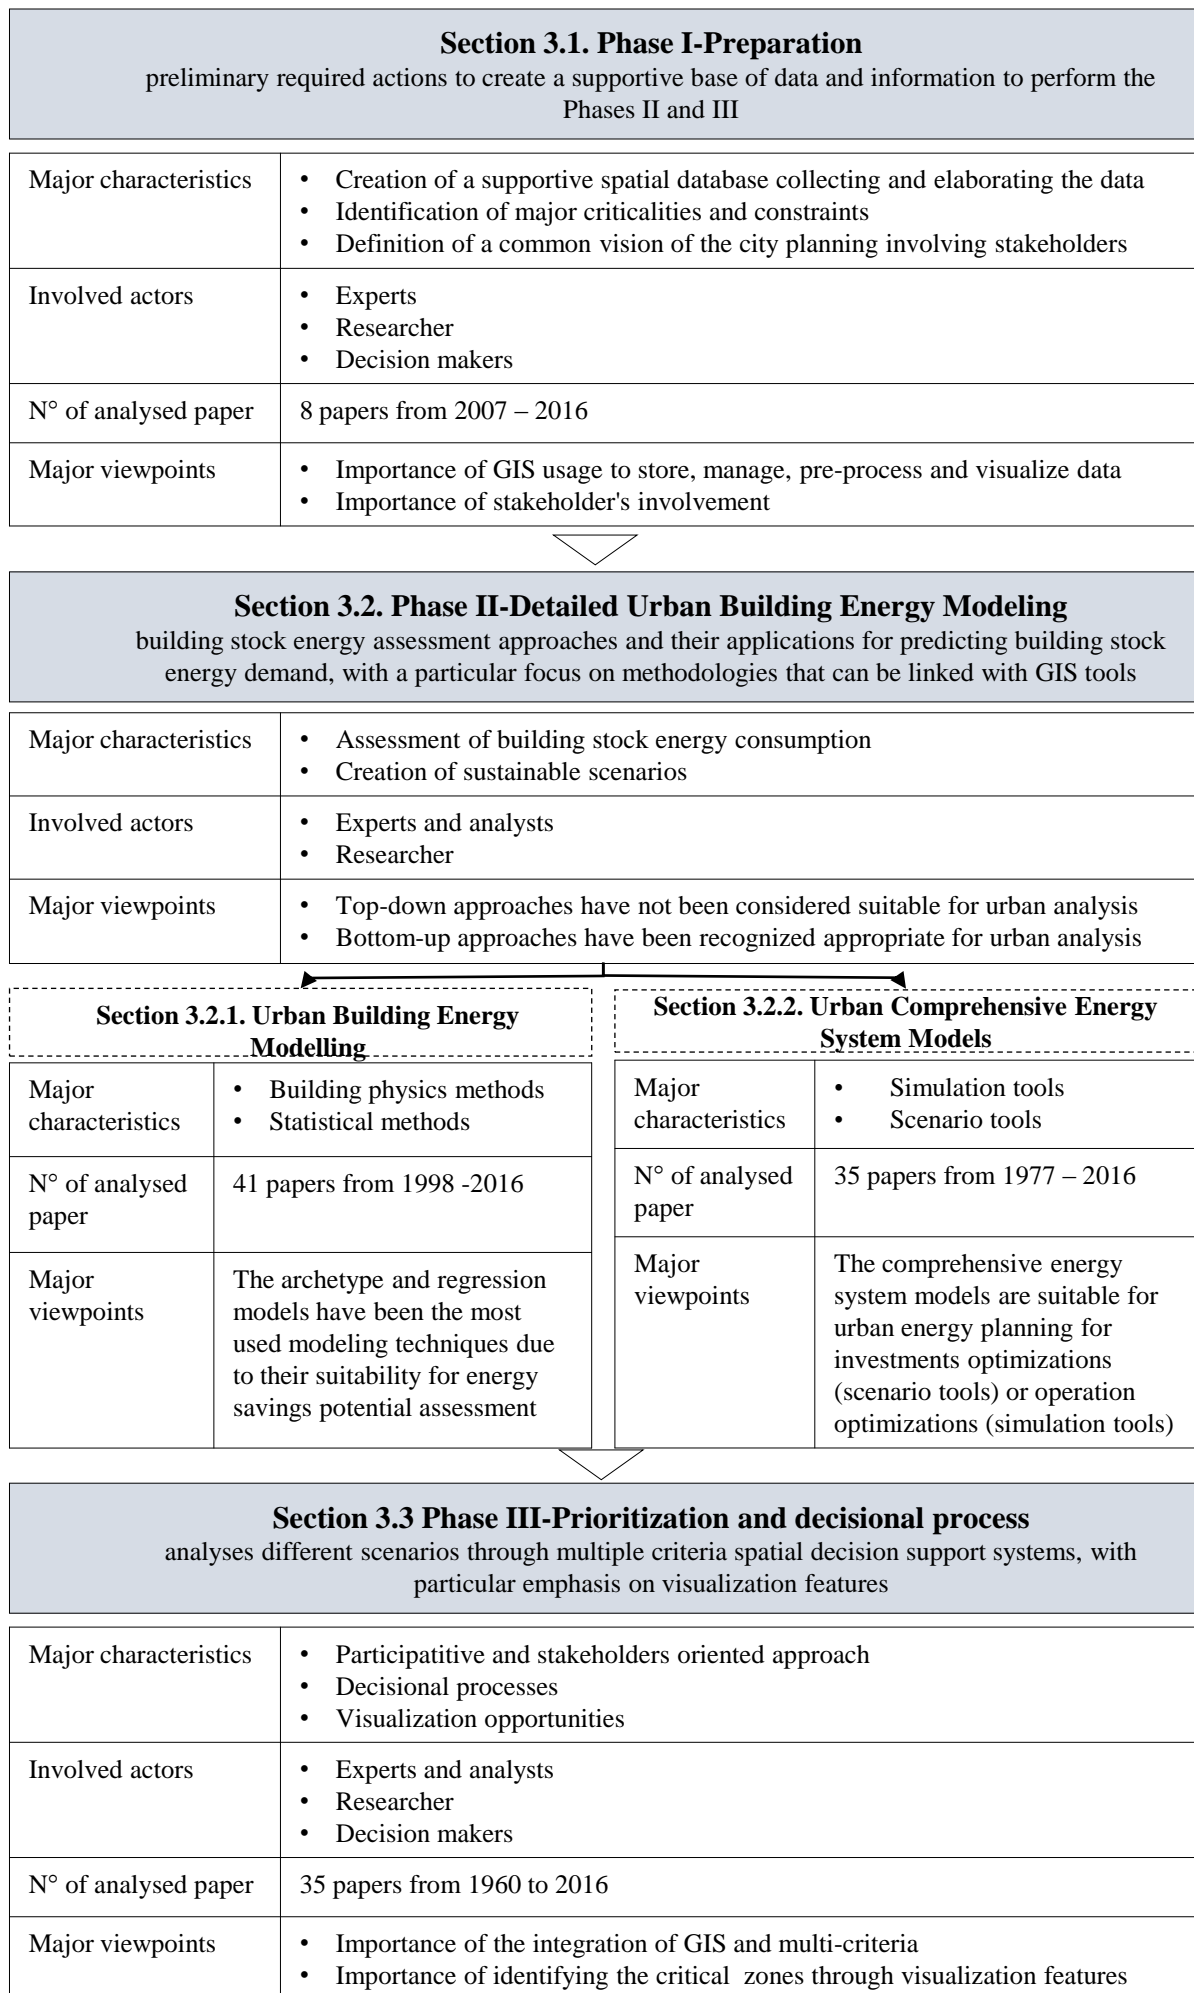 Section 3.1. Phase I-Preparation
preliminary required actions to create a supportive base of data and information to perform the
Phases II and III
Major characteristics
• Creation of a supportive spatial database collecting and elaborating the data
• Identification of major criticalities and constraints
• Definition of a common vision of the city planning involving stakeholders
Involved actors
• Experts
• Researcher
• Decision makers
N° of analysed paper
8 papers from 2007 – 2016
Major viewpoints
• Importance of GIS usage to store, manage, pre-process and visualize data
• Importance of stakeholder's involvement
Section 3.2. Phase II-Detailed Urban Building Energy Modeling
building stock energy assessment approaches and their applications for predicting building stock
energy demand, with a particular focus on methodologies that can be linked with GIS tools
Major characteristics
• Assessment of building stock energy consumption
• Creation of sustainable scenarios
Involved actors
• Experts and analysts
• Researcher
Major viewpoints
• Top-down approaches have not been considered suitable for urban analysis
• Bottom-up approaches have been recognized appropriate for urban analysis
Section 3.2.1. Urban Building Energy
Modelling
Major
characteristics
• Building physics methods
• Statistical methods
N° of analysed
paper
41 papers from 1998 -2016
Major
viewpoints
The archetype and regression
models have been the most
used modeling techniques due
to their suitability for energy
savings potential assessment
Section 3.2.2. Urban Comprehensive Energy
System Models
Major
characteristics
• Simulation tools
• Scenario tools
N° of analysed
paper
35 papers from 1977 – 2016
Major
viewpoints
The comprehensive energy
system models are suitable for
urban energy planning for
investments optimizations
(scenario tools) or operation
optimizations (simulation tools)
Section 3.3 Phase III-Prioritization and decisional process
analyses different scenarios through multiple criteria spatial decision support systems, with
particular emphasis on visualization features
Major characteristics
• Participatitive and stakeholders oriented approach
• Decisional processes
• Visualization opportunities
Involved actors
• Experts and analysts
• Researcher
• Decision makers
N° of analysed paper
35 papers from 1960 to 2016
Major viewpoints
• Importance of the integration of GIS and multi-criteria
• Importance of identifying the critical zones through visualization features